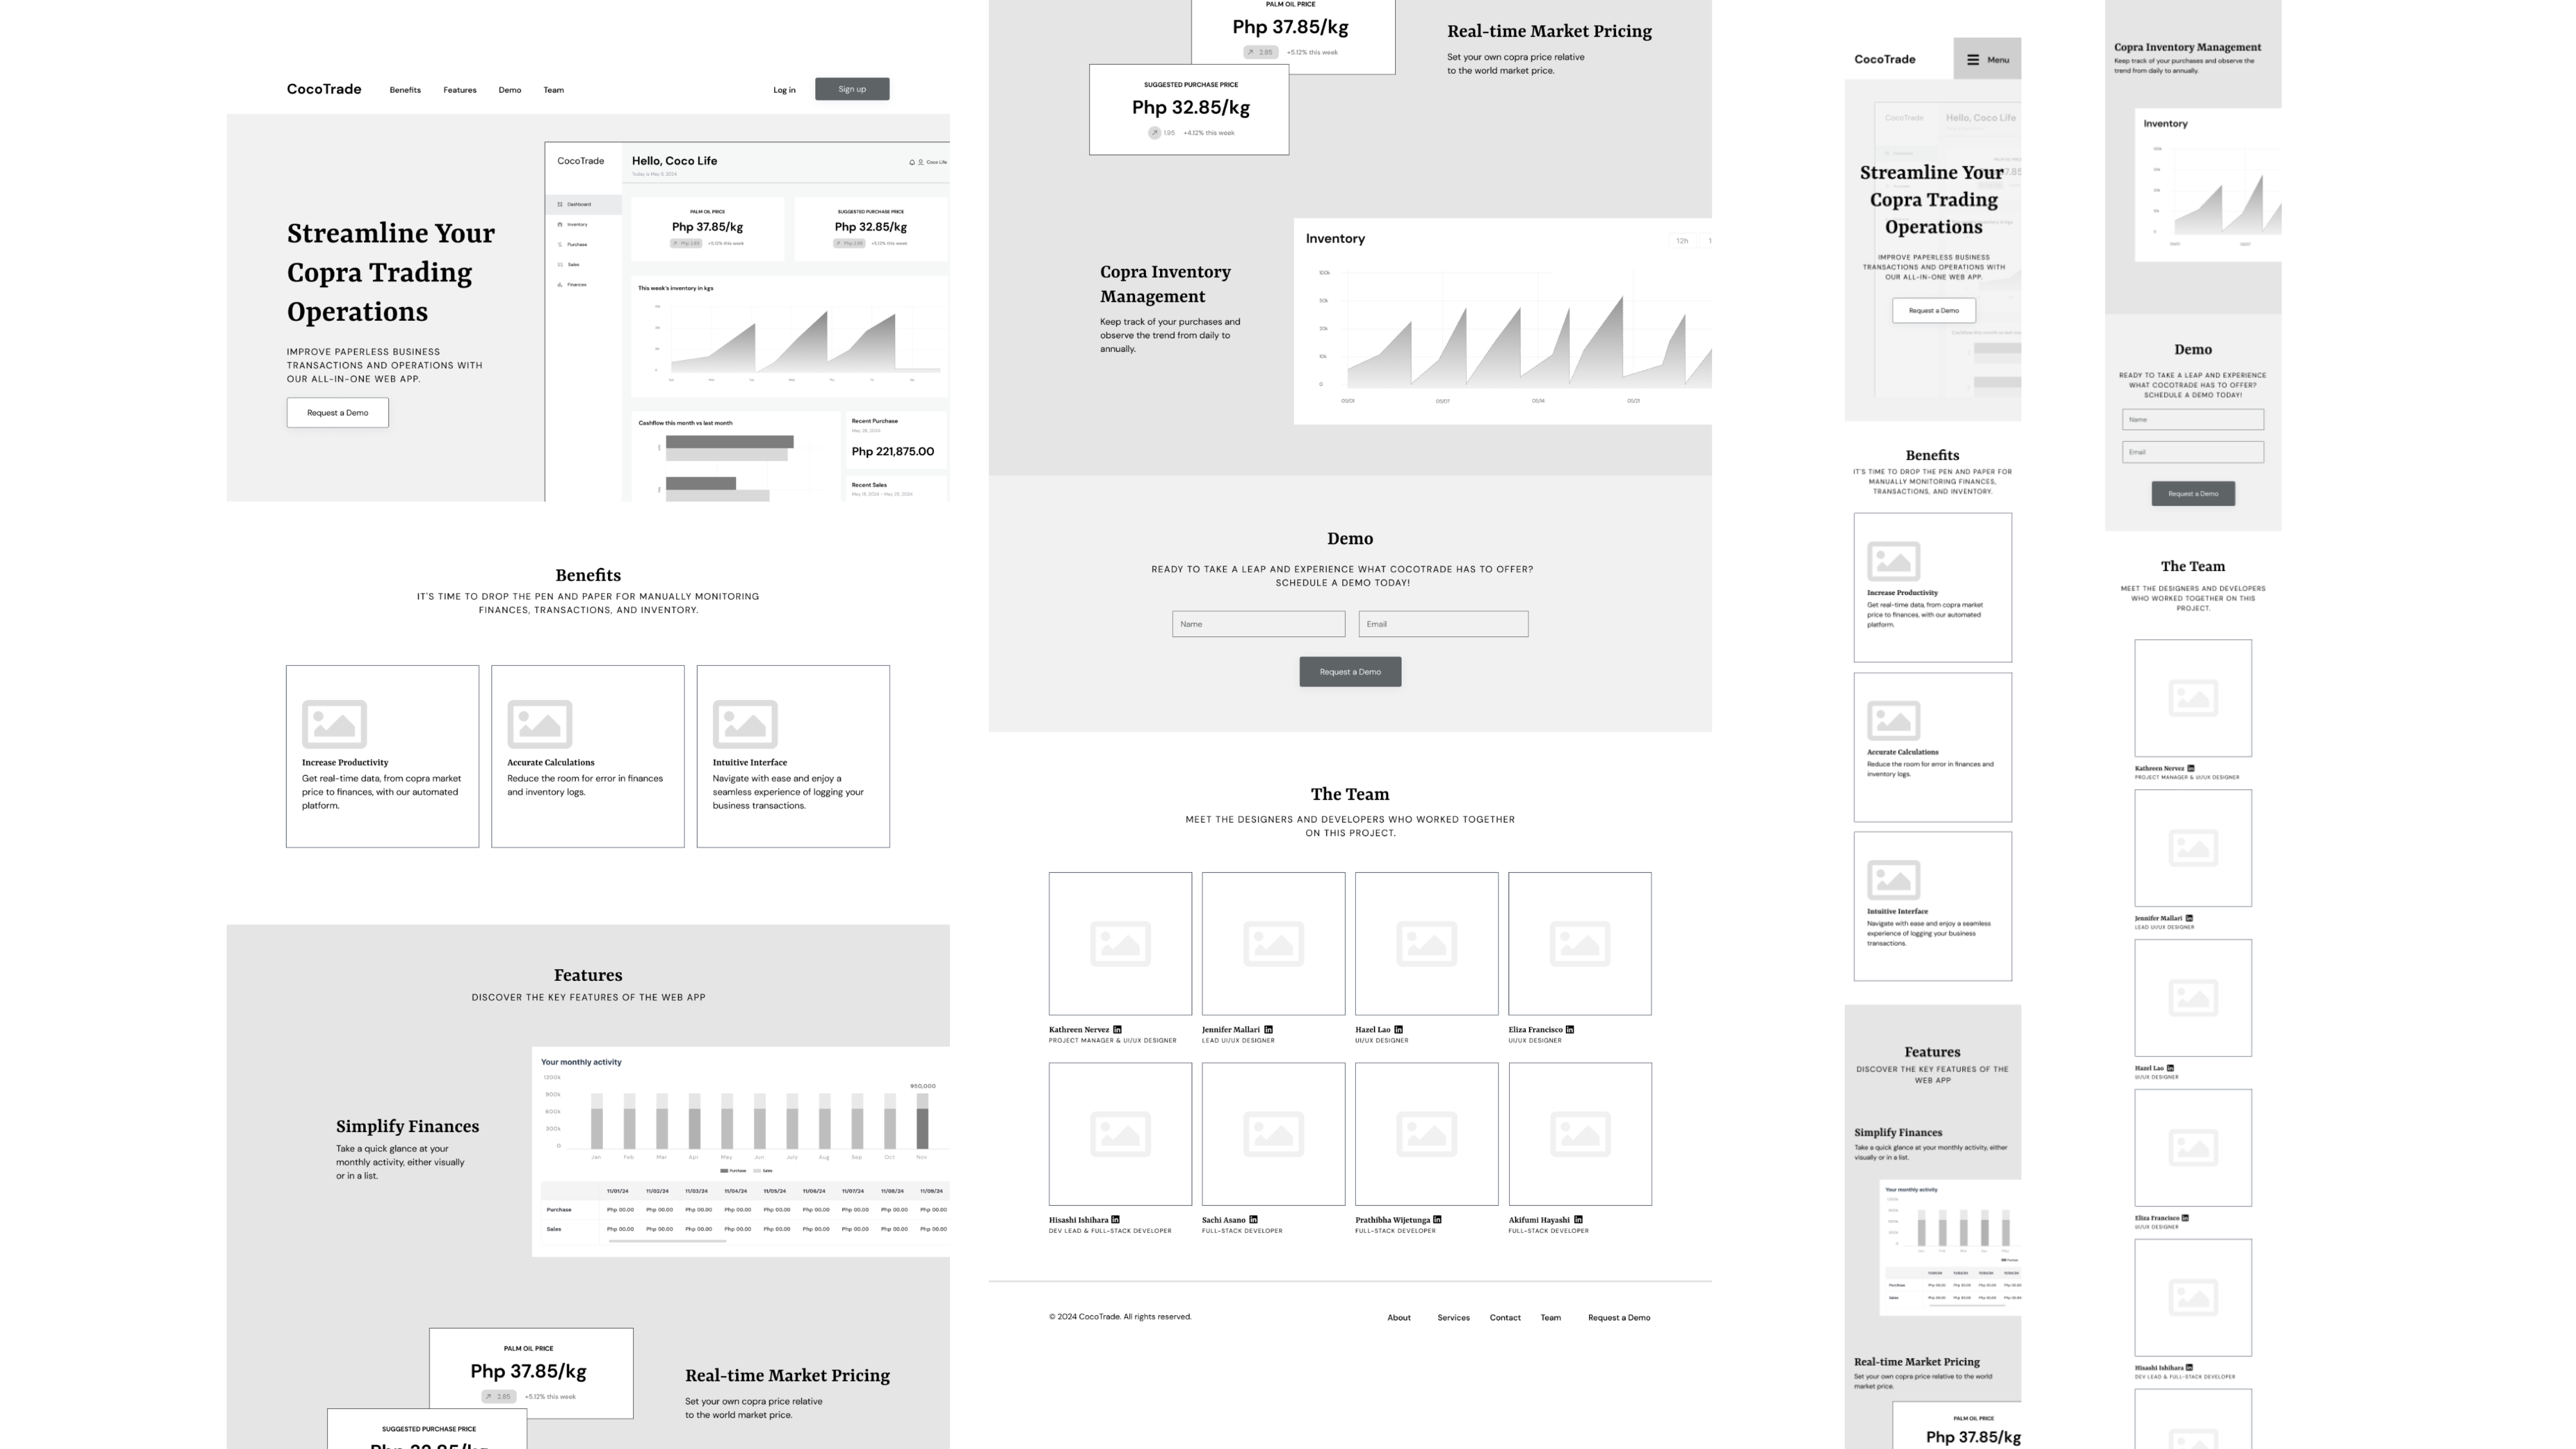 CocoTrade
Benefits
Features
Demo
Team
Log in
Sign up
Streamline Your
Copra Trading
Operations
IMPROVE PAPERLESS BUSINESS
TRANSACTIONS AND OPERATIONS WITH
OUR ALL-IN-ONE WEB APP.
Request a Demo
CocoTrade
Dashboard
Inventory
Purchase
Sales
Finances
Hello, Coco Life
Coco Life
PALM OIL PRICE
Php 37.85/kg
+5.12% this week
SUGGESTED PURCHASE PRICE
Php 32.85/kg
+5.12% this week
This week's inventory in kgs
Cashflow this month vs last month
Recent Purchase
Php 221,875.00
Recent Sales
Benefits
IT'S TIME TO DROP THE PEN AND PAPER FOR MANUALLY MONITORING
FINANCES, TRANSACTIONS, AND INVENTORY.
Increase Productivity
Get real-time data, from copra market
price to finances, with our automated
platform.
Accurate Calculations
Reduce the room for error in finances
and inventory logs.
Intuitive Interface
Navigate with ease and enjoy a
seamless experience of logging your
business transactions.
Features
DISCOVER THE KEY FEATURES OF THE WEB APP
Simplify Finances
Take a quick glance at your
monthly activity, either visually
or in a list.
Your monthly activity
1200k
900k
600k
300k
0
950,000
Jan Feb Mar Apr May Jun July Aug Sep Oct Nov
Purchase Sales
11/01/24 11/02/24 11/03/24 11/04/24 11/05/24 11/06/24 11/07/24 11/08/24 11/09/24
Purchase Php 00.00 Php 00.00 Php 00.00 Php 00.00 Php 00.00 Php 00.00 Php 00.00 Php 00.00 Php 00.00
Sales Php 00.00 Php 00.00 Php 00.00 Php 00.00 Php 00.00 Php 00.00 Php 00.00 Php 00.00 Php 00.00
PALM OIL PRICE
Php 37.85/kg
2.85 +5.12% this week
SUGGESTED PURCHASE PRICE
Real-time Market Pricing
Set your own copra price relative
to the world market price.
PALM OIL PRICE
Php 37.85/kg
2.85 +5.12% this week
SUGGESTED PURCHASE PRICE
Php 32.85/kg
1.95 +4.12% this week
Real-time Market Pricing
Set your own copra price relative
to the world market price.
Copra Inventory
Management
Keep track of your purchases and
observe the trend from daily to
annually.
Inventory
12h
100k
50k
20k
10k
0
05/01 05/07 05/14 05/21
Demo
READY TO TAKE A LEAP AND EXPERIENCE WHAT COCOTRADE HAS TO OFFER?
SCHEDULE A DEMO TODAY!
Name
Email
Request a Demo
The Team
MEET THE DESIGNERS AND DEVELOPERS WHO WORKED TOGETHER
ON THIS PROJECT.
Kathreen Nervez
PROJECT MANAGER & UI/UX DESIGNER
Jennifer Mallari
LEAD UI/UX DESIGNER
Hazel Lao
UI/UX DESIGNER
Eliza Francisco
UI/UX DESIGNER
Hisashi Ishihara
DEV LEAD & FULL-STACK DEVELOPER
Sachi Asano
FULL-STACK DEVELOPER
Prathibha Wijetunga
FULL-STACK DEVELOPER
Akifumi Hayashi
FULL-STACK DEVELOPER
© 2024 CocoTrade. All rights reserved.
About
Services
Contact
Team
Request a Demo
CocoTrade
Menu
CocoTrade
Hello, Coco Life
Streamline Your
Copra Trading
Operations
IMPROVE PAPERLESS BUSINESS
TRANSACTIONS AND OPERATIONS WITH
OUR ALL-IN-ONE WEB APP.
Request a Demo
Benefits
IT'S TIME TO DROP THE PEN AND PAPER FOR
MANUALLY MONITORING FINANCES,
TRANSACTIONS, AND INVENTORY.
Increase Productivity
Get real-time data, from copra market
price to finances, with our automated
platform.
Accurate Calculations
Reduce the room for error in finances and
inventory logs.
Intuitive Interface
Navigate with ease and enjoy a seamless
experience of logging your business
transactions.
Features
DISCOVER THE KEY FEATURES OF THE
WEB APP
Simplify Finances
Take a quick glance at your monthly activity, either
visually or in a list.
Your monthly activity
Real-time Market Pricing
Set your own copra price relative to the world
market price.
PALM OIL PRICE
Php 37.85/kg
Copra Inventory Management
Keep track of your purchases and observe the
trend from daily to annually.
Inventory
Demo
READY TO TAKE A LEAP AND EXPERIENCE
WHAT COCOTRADE HAS TO OFFER?
SCHEDULE A DEMO TODAY!
Name
Email
Request a Demo
The Team
MEET THE DESIGNERS AND DEVELOPERS
WHO WORKED TOGETHER ON THIS
PROJECT.
Kathreen Nervez
PROJECT MANAGER & UI/UX DESIGNER
Jennifer Mallari
LEAD UI/UX DESIGNER
Hazel Lao
UI/UX DESIGNER
Eliza Francisco
UI/UX DESIGNER
Hisashi Ishihara
DEV LEAD & FULL-STACK DEVELOPER